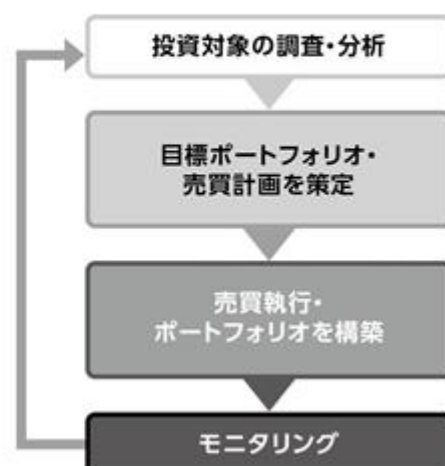 投資対象の調査・分析
目標ポートフォリオ・
売買計画を策定
売買執行・
ポートフォリオを構築
モニタリング